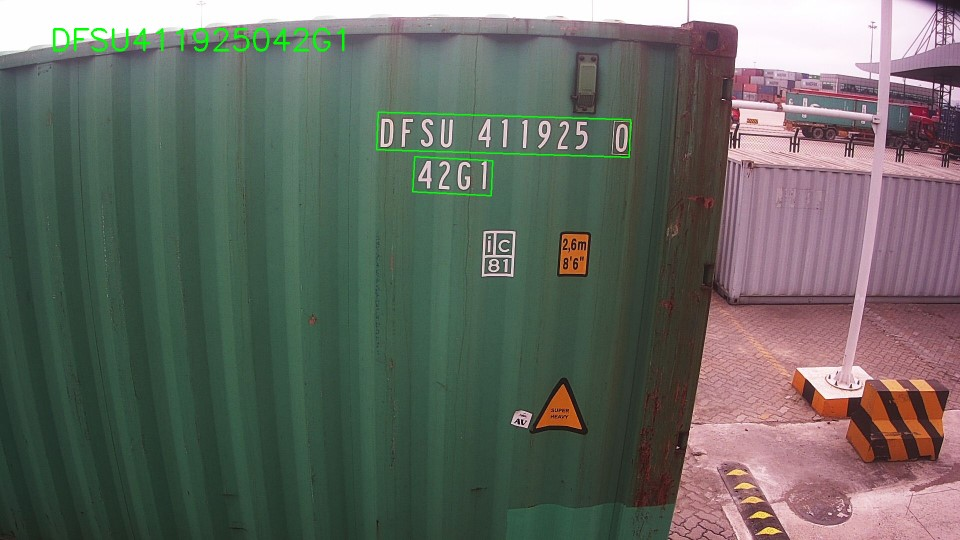 DFSU411925042G1
DFSU 411925 0
42G1
ic
81
2,6m
8'6"
SUPER
HEAVY
AV